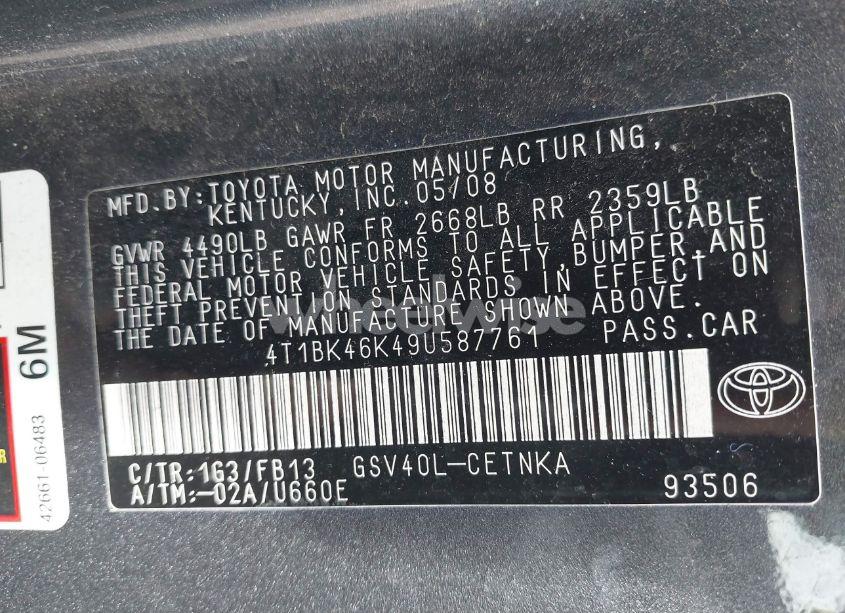 MFD.BY:TOYOTA MOTOR MANUFACTURING,
KENTUCKY,INC.05/08
GVWR 4490LB GAWR FR 2668LB RR 2359LB
THIS VEHICLE CONFORMS TO ALL APPLICABLE
FEDERAL MOTOR VEHICLE SAFETY,BUMPER,AND
THEFT PREVENTION STANDARDS IN EFFECT ON
THE DATE OF MANUFACTURE SHOWN ABOVE.
4T1BK46K49U587761 PASS.CAR
C/TR:1G3/FB13 GSV40L-CETNKA
A/TM:-02A/U660E 93506
6M
42661-06483
wheelwise